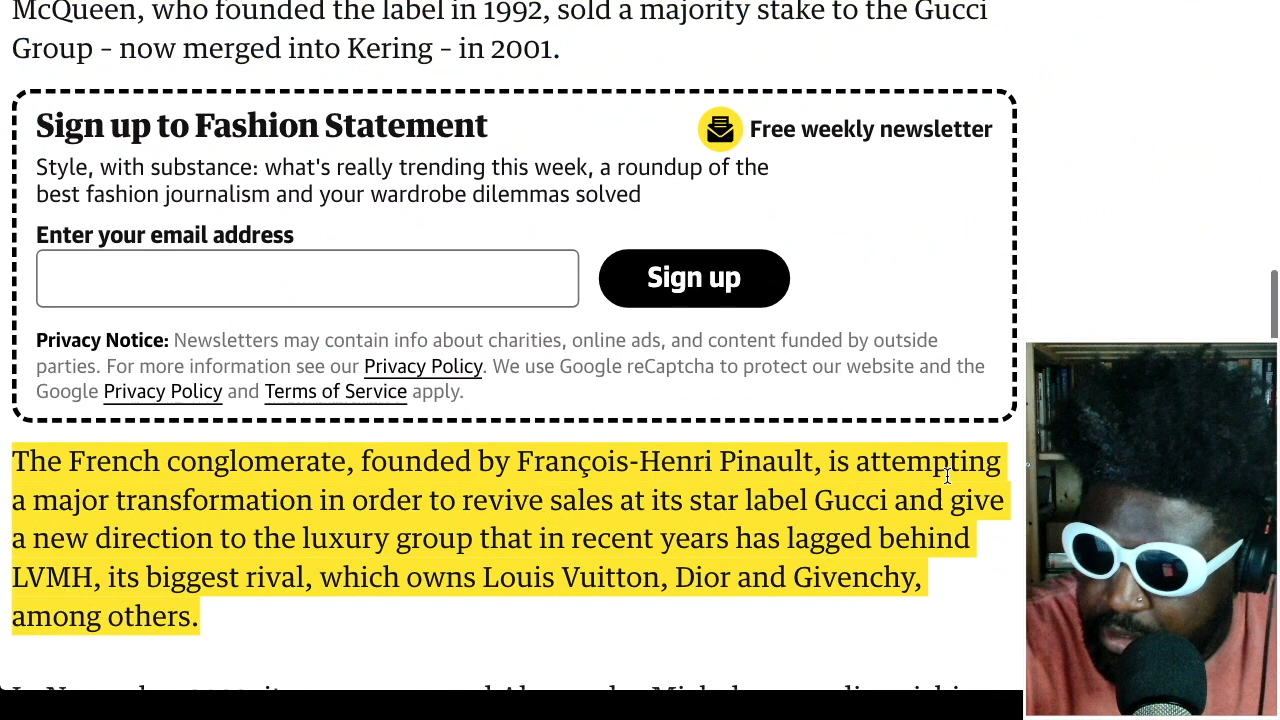 McQueen, who founded the label in 1992, sold a majority stake to the Gucci
Group – now merged into Kering – in 2001.
Sign up to Fashion Statement
Free weekly newsletter
Style, with substance: what's really trending this week, a roundup of the
best fashion journalism and your wardrobe dilemmas solved
Enter your email address
Sign up
Privacy Notice: Newsletters may contain info about charities, online ads, and content funded by outside
parties. For more information see our Privacy Policy. We use Google reCaptcha to protect our website and the
Google Privacy Policy and Terms of Service apply.
The French conglomerate, founded by François-Henri Pinault, is attempting
a major transformation in order to revive sales at its star label Gucci and give
a new direction to the luxury group that in recent years has lagged behind
LVMH, its biggest rival, which owns Louis Vuitton, Dior and Givenchy,
among others.